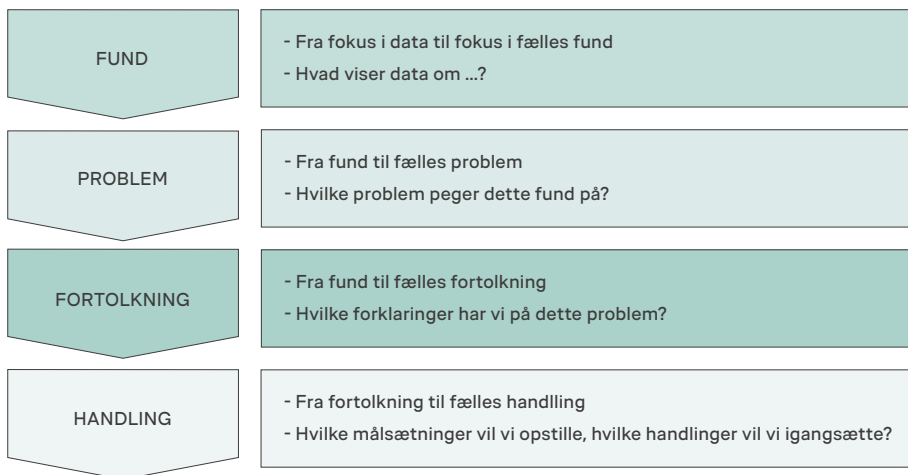 FUND
- Fra fokus i data til fokus i fælles fund
- Hvad viser data om ...?
PROBLEM
- Fra fund til fælles problem
- Hvilke problem peger dette fund på?
FORTOLKNING
- Fra fund til fælles fortolkning
- Hvilke forklaringer har vi på dette problem?
HANDLING
- Fra fortolkning til fælles handlling
- Hvilke målsætninger vil vi opstille, hvilke handlinger vil vi igangsætte?